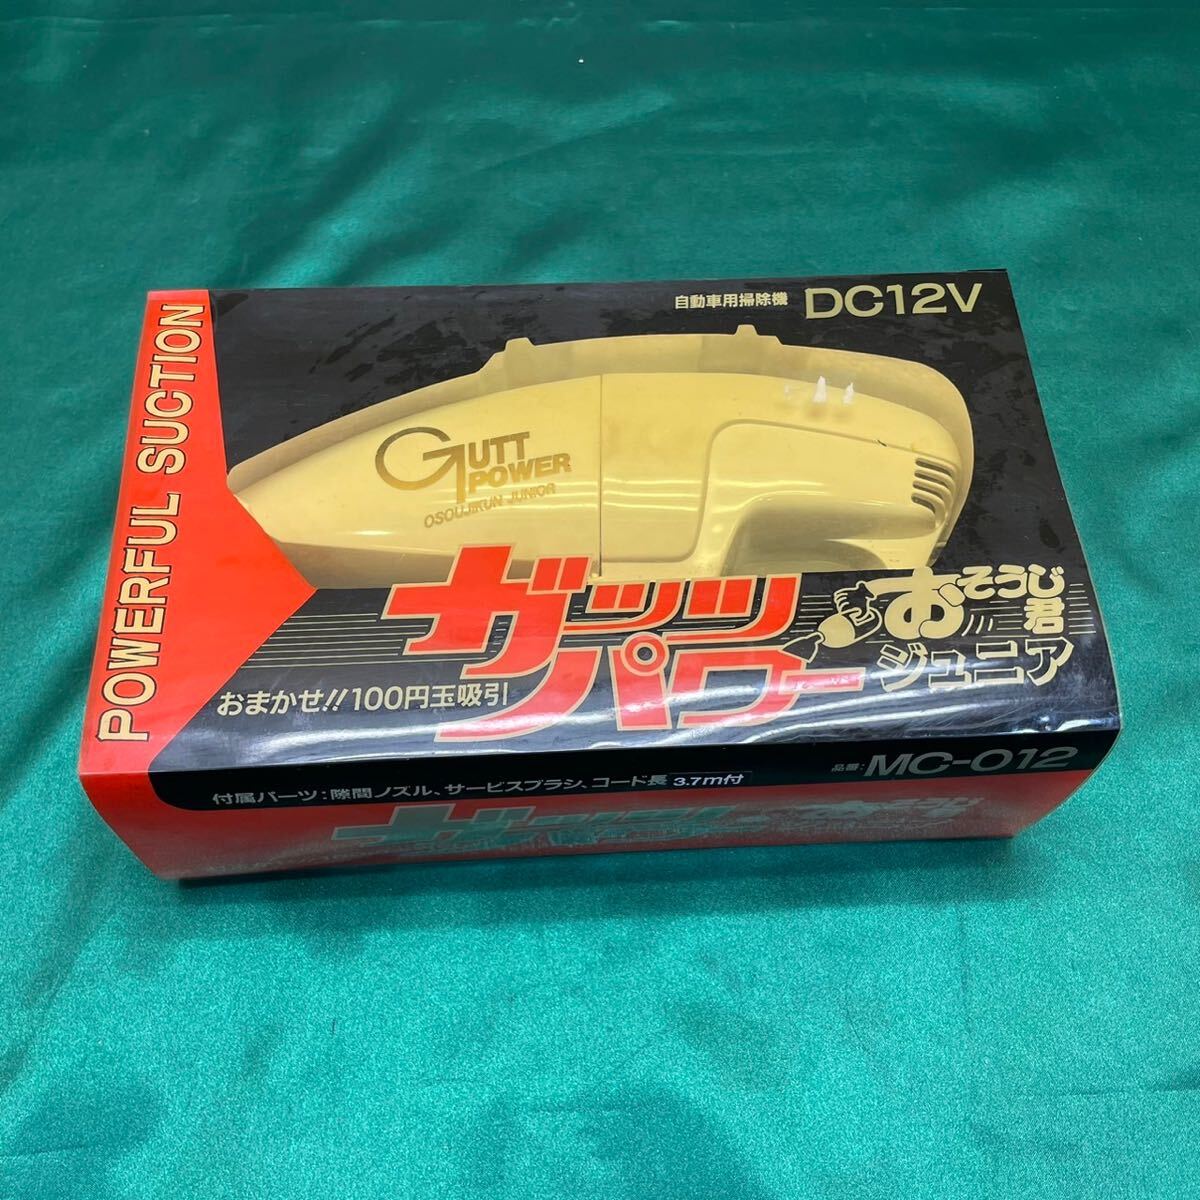 POWERFUL SUCTION
自動車用掃除機 DC12V
GUTT
POWER
OSOUJIKUN JUNIOR
ガッツ
パワー
おそうじ君
ジュニア
おまかせ!!100円玉吸引
品番:MC-012
付属パーツ:隙間ノズル、サービスブラシ、コード長3.7m付